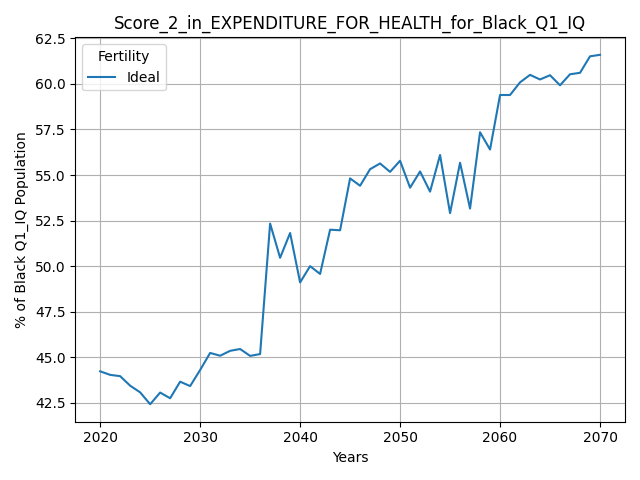 Score_2_in_EXPENDITURE_FOR_HEALTH_for_Black_Q1_IQ
Fertility
Ideal
% of Black Q1_IQ Population
62.5
60.0
57.5
55.0
52.5
50.0
47.5
45.0
42.5
2020 2030 2040 2050 2060 2070
Years